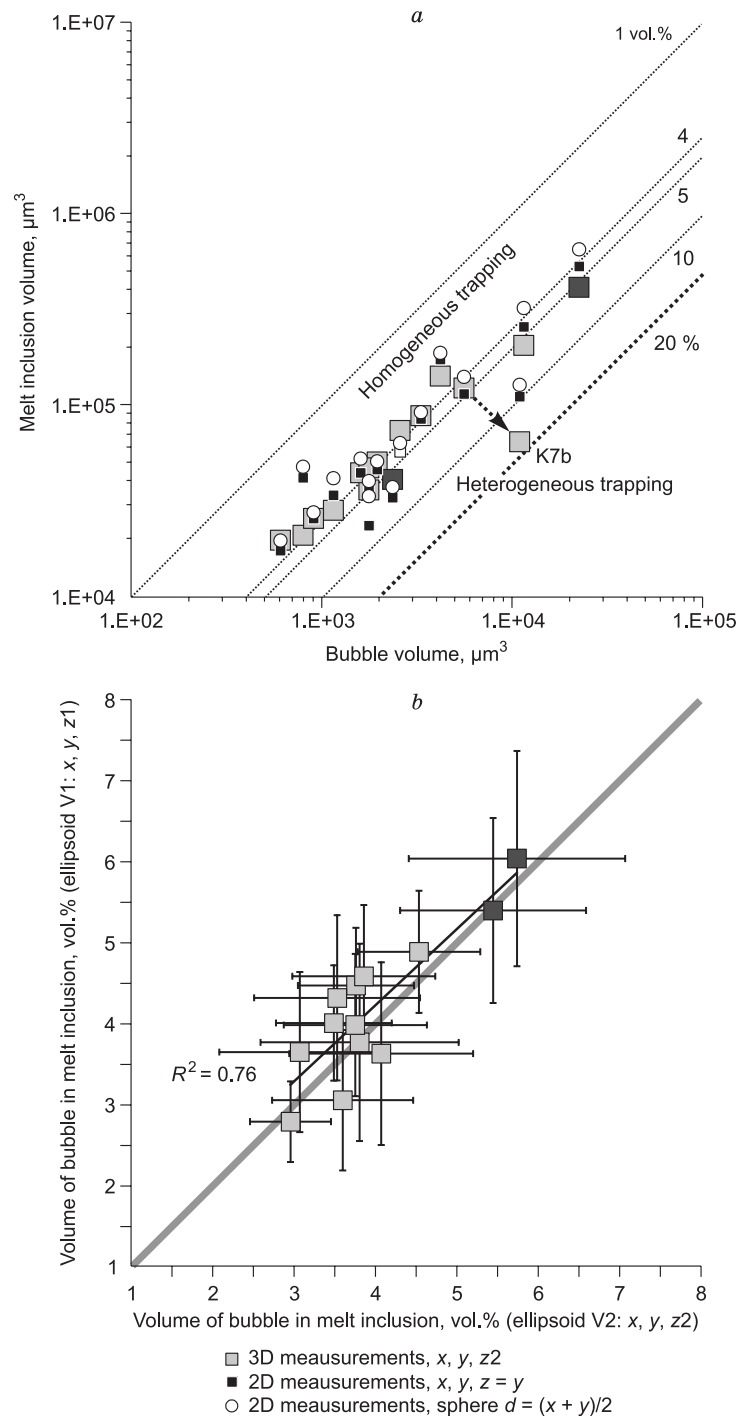 a
1.E+07
1 vol.%
4
1.E+06
5
10
Melt inclusion volume, µm³
Homogeneous trapping
20 %
1.E+05
K7b
Heterogeneous trapping
1.E+04
1.E+02
1.E+03
1.E+04
1.E+05
Bubble volume, µm³
b
8
7
6
5
4
3
2
1
Volume of bubble in melt inclusion, vol.% (ellipsoid V1: x, y, z1)
R² = 0.76
1
2
3
4
5
6
7
8
Volume of bubble in melt inclusion, vol.% (ellipsoid V2: x, y, z2)
3D meausurements, x, y, z2
2D meausurements, x, y, z = y
2D meausurements, sphere d = (x + y)/2